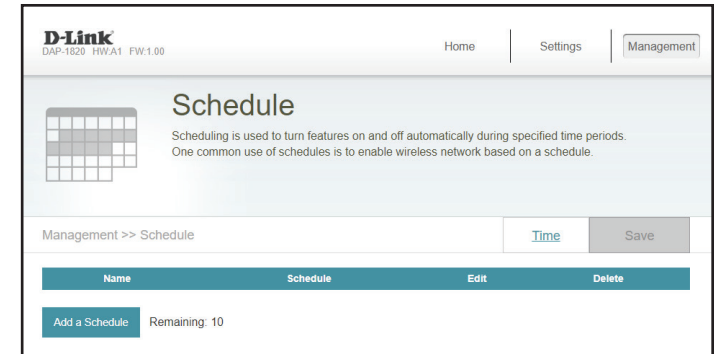 D-Link
DAP-1820 HW:A1 FW:1.00
Home Settings Management
Schedule
Scheduling is used to turn features on and off automatically during specified time periods.
One common use of schedules is to enable wireless network based on a schedule.
Management >> Schedule Time Save
Name Schedule Edit Delete
Add a Schedule Remaining: 10